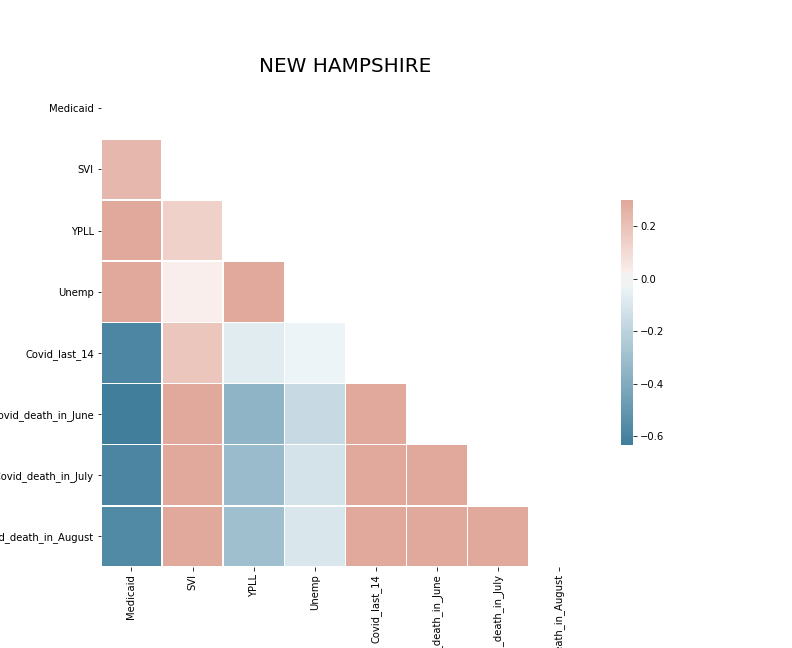 NEW HAMPSHIRE
Medicaid
SVI
YPLL
Unemp
Covid_last_14
ovid_death_in_June
Covid_death_in_July
d_death_in_August
Medicaid
SVI
YPLL
Unemp
Covid_last_14
_death_in_June
_death_in_July
eath_in_August
0.2
0.0
−0.2
−0.4
−0.6